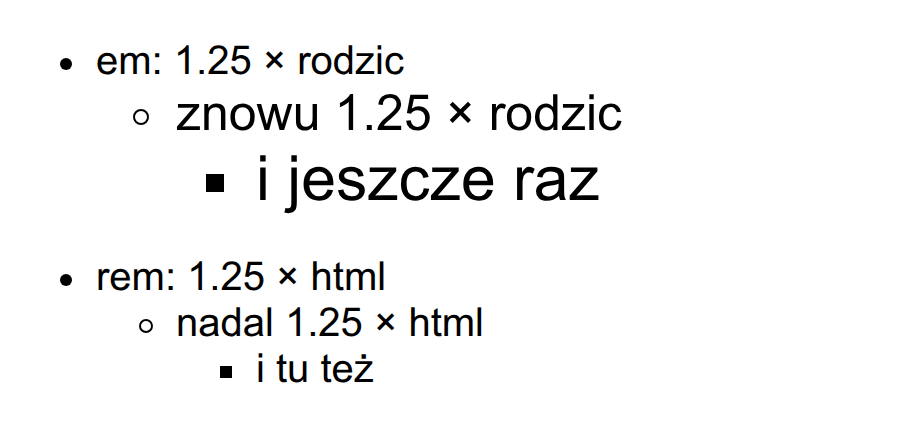 em: 1.25 × rodzic
znowu 1.25 × rodzic
i jeszcze raz
rem: 1.25 × html
nadal 1.25 × html
i tu też